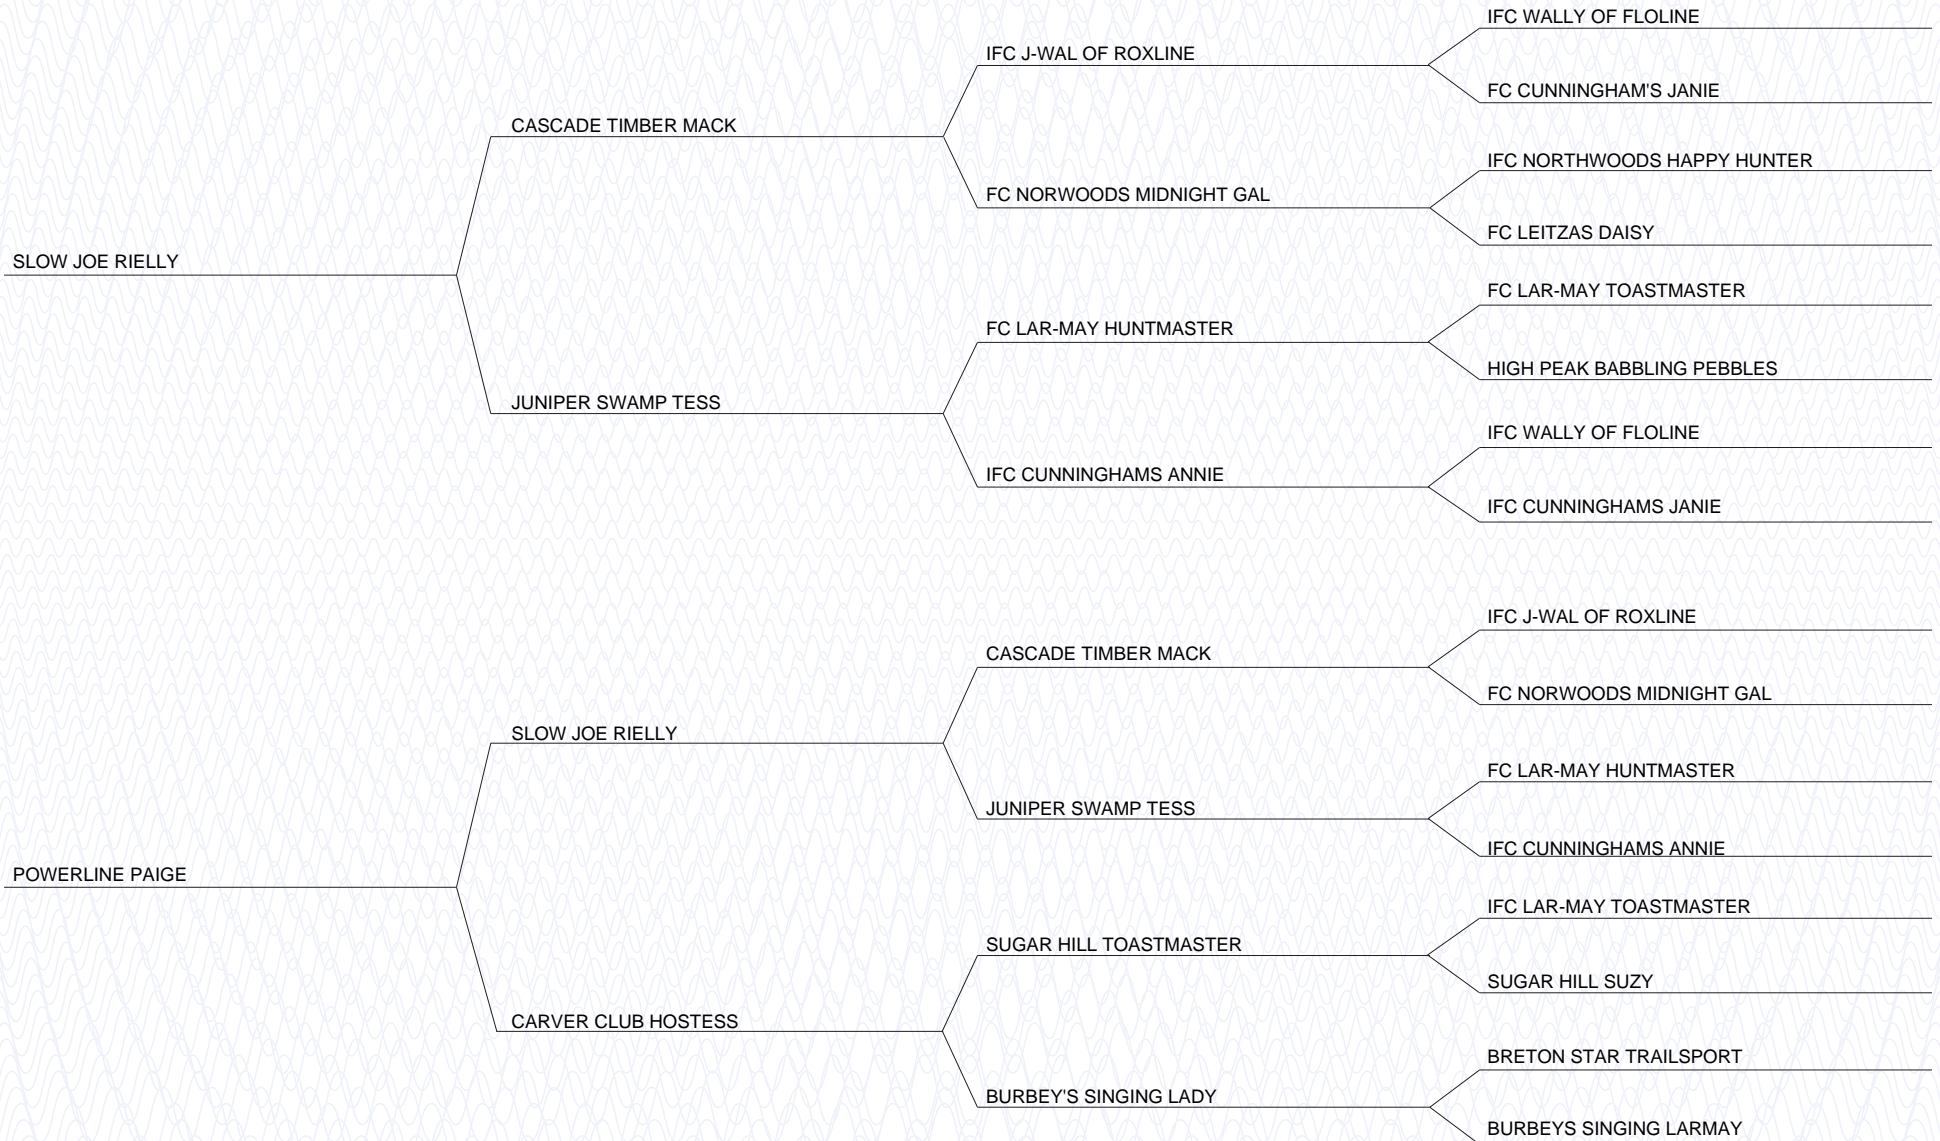 IFC WALLY OF FLOLINE
IFC J-WAL OF ROXLINE
FC CUNNINGHAM'S JANIE
CASCADE TIMBER MACK
IFC NORTHWOODS HAPPY HUNTER
FC NORWOODS MIDNIGHT GAL
FC LEITZAS DAISY
SLOW JOE RIELLY
FC LAR-MAY TOASTMASTER
FC LAR-MAY HUNTMASTER
HIGH PEAK BABBLING PEBBLES
JUNIPER SWAMP TESS
IFC WALLY OF FLOLINE
IFC CUNNINGHAMS ANNIE
IFC CUNNINGHAMS JANIE
IFC J-WAL OF ROXLINE
CASCADE TIMBER MACK
FC NORWOODS MIDNIGHT GAL
SLOW JOE RIELLY
FC LAR-MAY HUNTMASTER
JUNIPER SWAMP TESS
IFC CUNNINGHAMS ANNIE
POWERLINE PAIGE
IFC LAR-MAY TOASTMASTER
SUGAR HILL TOASTMASTER
SUGAR HILL SUZY
CARVER CLUB HOSTESS
BRETON STAR TRAILSPORT
BURBEY'S SINGING LADY
BURBEYS SINGING LARMAY